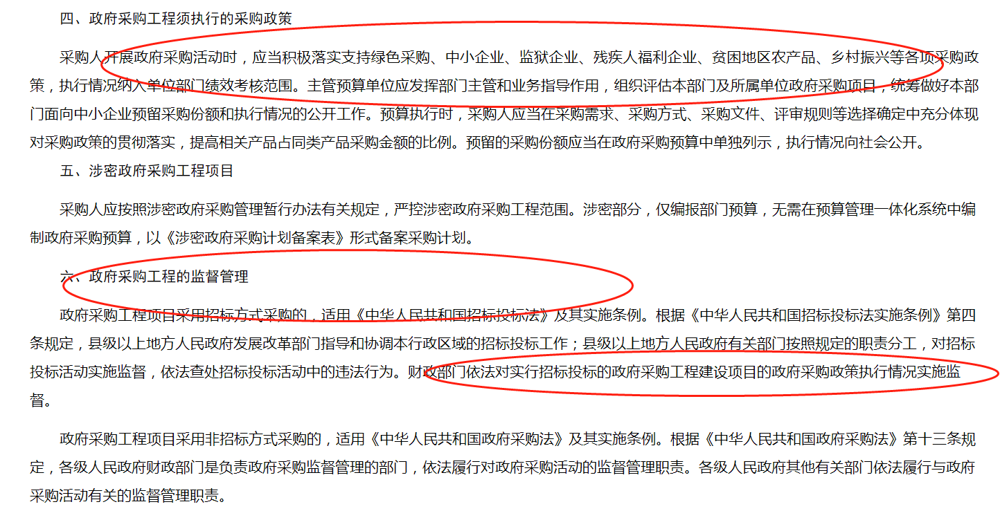 四、政府采购工程须执行的采购政策
采购人开展政府采购活动时，应当积极落实支持绿色采购、中小企业、监狱企业、残疾人福利企业、贫困地区农产品、乡村振兴等各项采购政
策，执行情况纳入单位部门绩效考核范围。主管预算单位应发挥部门主管和业务指导作用，组织评估本部门及所属单位政府采购项目，统筹做好本部
门面向中小企业预留采购份额和执行情况的公开工作。预算执行时，采购人应当在采购需求、采购方式、采购文件、评审规则等选择确定中充分体现
对采购政策的贯彻落实，提高相关产品占同类产品采购金额的比例。预留的采购份额应当在政府采购预算中单独列示，执行情况向社会公开。
五、涉密政府采购工程项目
采购人应按照涉密政府采购管理暂行办法有关规定，严控涉密政府采购工程范围。涉密部分，仅编报部门预算，无需在预算管理一体化系统中编
制政府采购预算，以《涉密政府采购计划备案表》形式备案采购计划。
六、政府采购工程的监督管理
政府采购工程项目采用招标方式采购的，适用《中华人民共和国招标投标法》及其实施条例。根据《中华人民共和国招标投标法实施条例》第四
条规定，县级以上地方人民政府发展改革部门指导和协调本行政区域的招标投标工作；县级以上地方人民政府有关部门按照规定的职责分工，对招标
投标活动实施监督，依法查处招标投标活动中的违法行为。财政部门依法对实行招标投标的政府采购工程建设项目的政府采购政策执行情况实施监
督。
政府采购工程项目采用非招标方式采购的，适用《中华人民共和国政府采购法》及其实施条例。根据《中华人民共和国政府采购法》第十三条规
定，各级人民政府财政部门是负责政府采购监督管理的部门，依法履行对政府采购活动的监督管理职责。各级人民政府其他有关部门依法履行与政府
采购活动有关的监督管理职责。